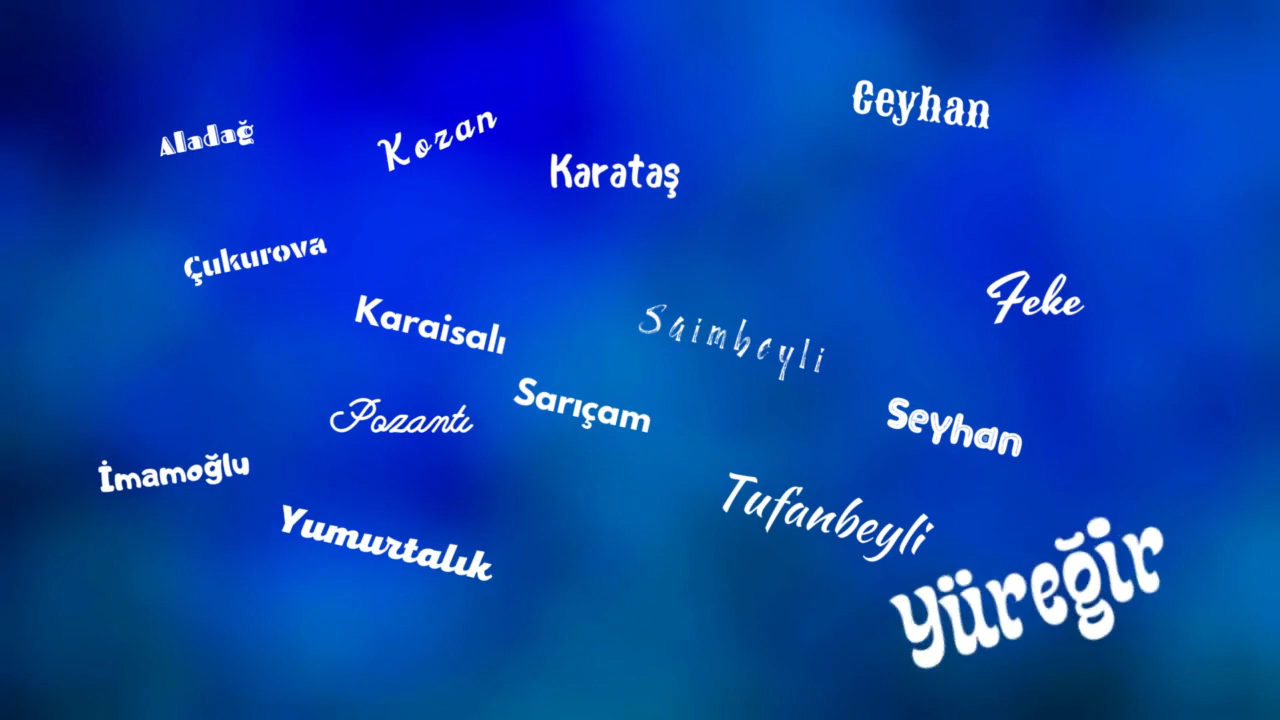 Aladağ
Kozan
Karataş
Ceyhan
Çukurova
Karaisalı
Saimbeyli
Feke
Pozantı
Sarıçam
Seyhan
İmamoğlu
Yumurtalık
Tufanbeyli
Yüreğir